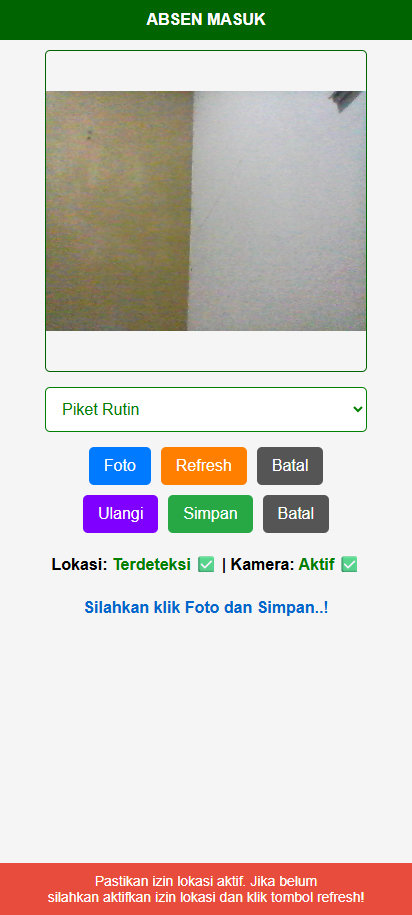 ABSEN MASUK
Piket Rutin
Foto Refresh Batal
Ulangi Simpan Batal
Lokasi: Terdeteksi ✅ | Kamera: Aktif ✅
Silahkan klik Foto dan Simpan..!
Pastikan izin lokasi aktif. Jika belum
silahkan aktifkan izin lokasi dan klik tombol refresh!